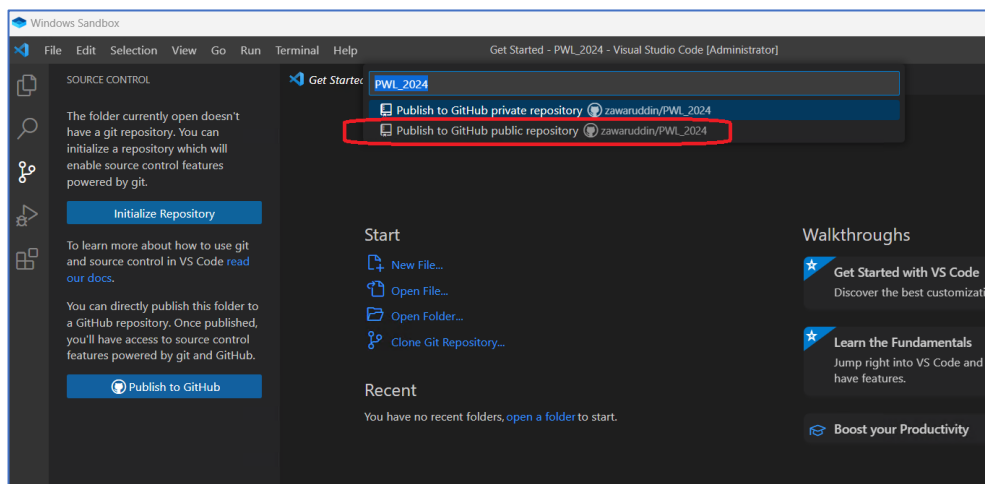 Windows Sandbox
File Edit Selection View Go Run Terminal Help
Get Started - PWL_2024 - Visual Studio Code [Administrator]
SOURCE CONTROL
The folder currently open doesn't
have a git repository. You can
initialize a repository which will
enable source control features
powered by git.
Initialize Repository
To learn more about how to use git
and source control in VS Code read
our docs.
You can directly publish this folder to
a GitHub repository. Once published,
you'll have access to source control
features powered by git and GitHub.
Publish to GitHub
Get Started
PWL_2024
Publish to GitHub private repository zawaruddin/PWL_2024
Publish to GitHub public repository zawaruddin/PWL_2024
Start
New File...
Open File...
Open Folder...
Clone Git Repository...
Recent
You have no recent folders, open a folder to start.
Walkthroughs
Get Started with VS Code
Discover the best customizati
Learn the Fundamentals
Jump right into VS Code and
have features.
Boost your Productivity